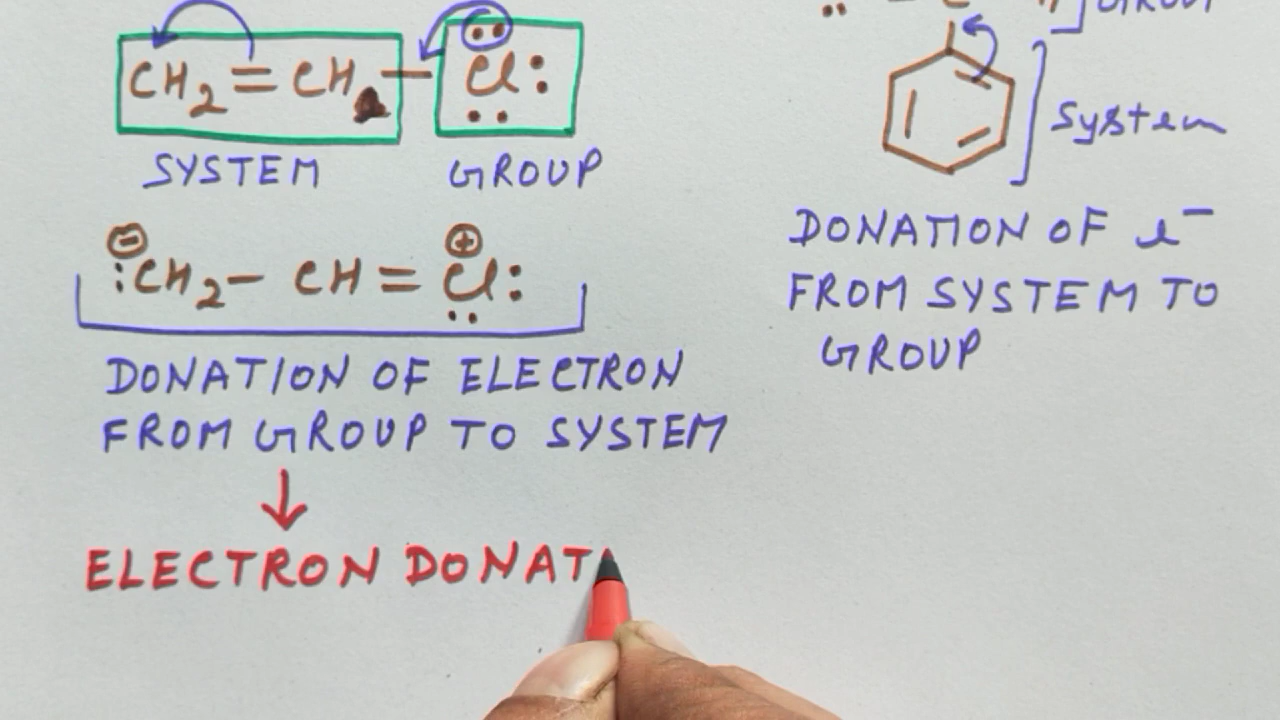 CH2 = CH - Cl:
SYSTEM
GROUP
:CH2 - CH = Cl:
DONATION OF ELECTRON
FROM GROUP TO SYSTEM
ELECTRON DONAT
System
DONATION OF e-
FROM SYSTEM TO
GROUP